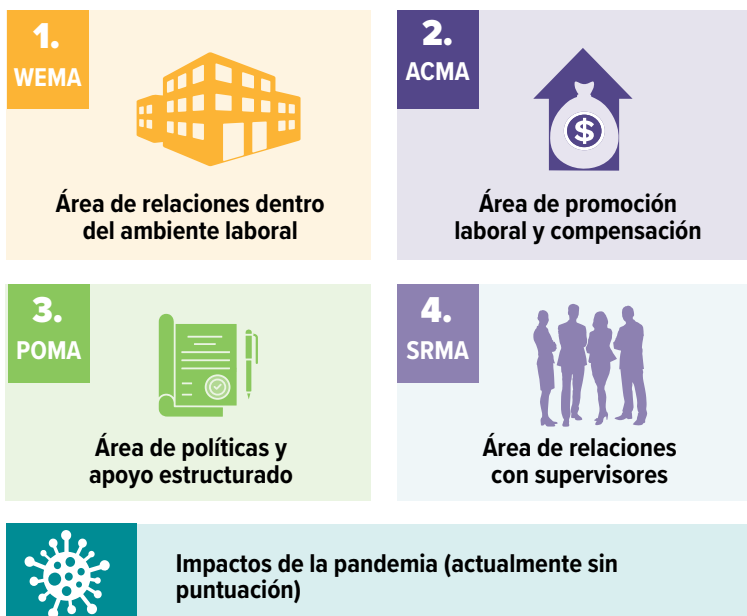 1.
WEMA
Área de relaciones dentro
del ambiente laboral
2.
ACMA
$
Área de promoción
laboral y compensación
3.
POMA
Área de políticas y
apoyo estructurado
4.
SRMA
Área de relaciones
con supervisores
Impactos de la pandemia (actualmente sin
puntuación)